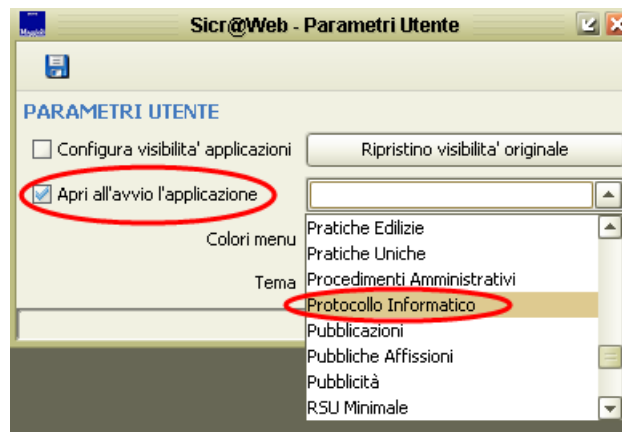 Sicr@Web - Parametri Utente
PARAMETRI UTENTE
Configura visibilita' applicazioni
Ripristino visibilita' originale
Apri all'avvio l'applicazione
Colori menu
Tema
Pratiche Edilizie
Pratiche Uniche
Procedimenti Amministrativi
Protocollo Informatico
Pubblicazioni
Pubbliche Affissioni
Pubblicità
RSU Minimale